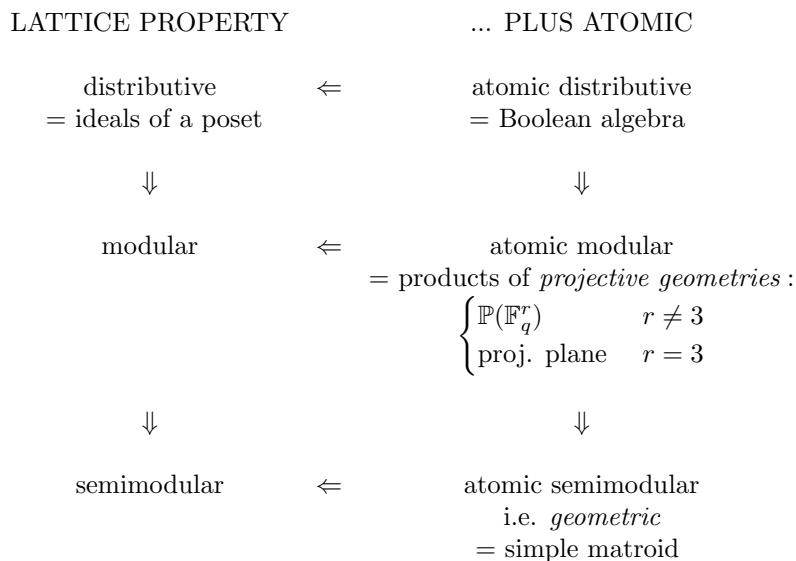 LATTICE PROPERTY ... PLUS ATOMIC
distributive ⇐ atomic distributive
= ideals of a poset = Boolean algebra
⇓ ⇓
modular ⇐ atomic modular
= products of projective geometries :
{ ℙ(𝔽_q^r) r ≠ 3
proj. plane r = 3
⇓ ⇓
semimodular ⇐ atomic semimodular
i.e. geometric
= simple matroid